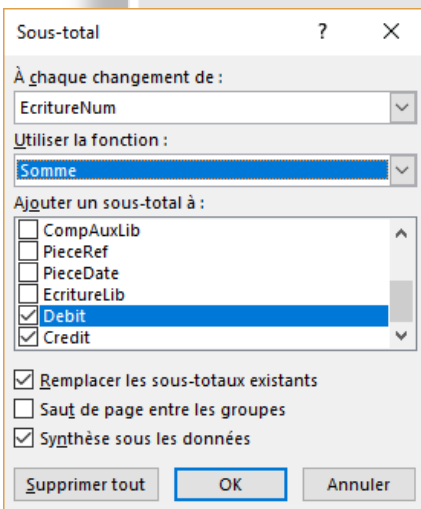 Sous-total ?
À chaque changement de :
EcritureNum
Utiliser la fonction :
Somme
Ajouter un sous-total à :
CompAuxLib
PieceRef
PieceDate
EcritureLib
Debit
Credit
Remplacer les sous-totaux existants
Saut de page entre les groupes
Synthèse sous les données
Supprimer tout OK Annuler